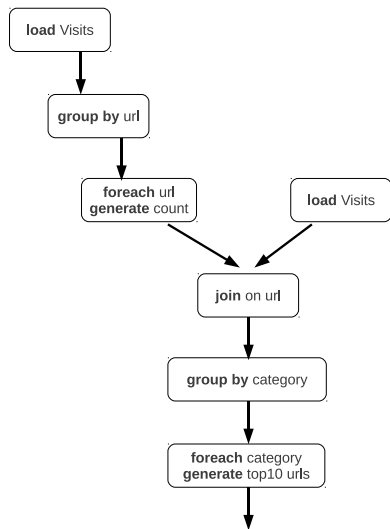 load Visits
group by url
foreach url
generate count
load Visits
join on url
group by category
foreach category
generate top10 urls